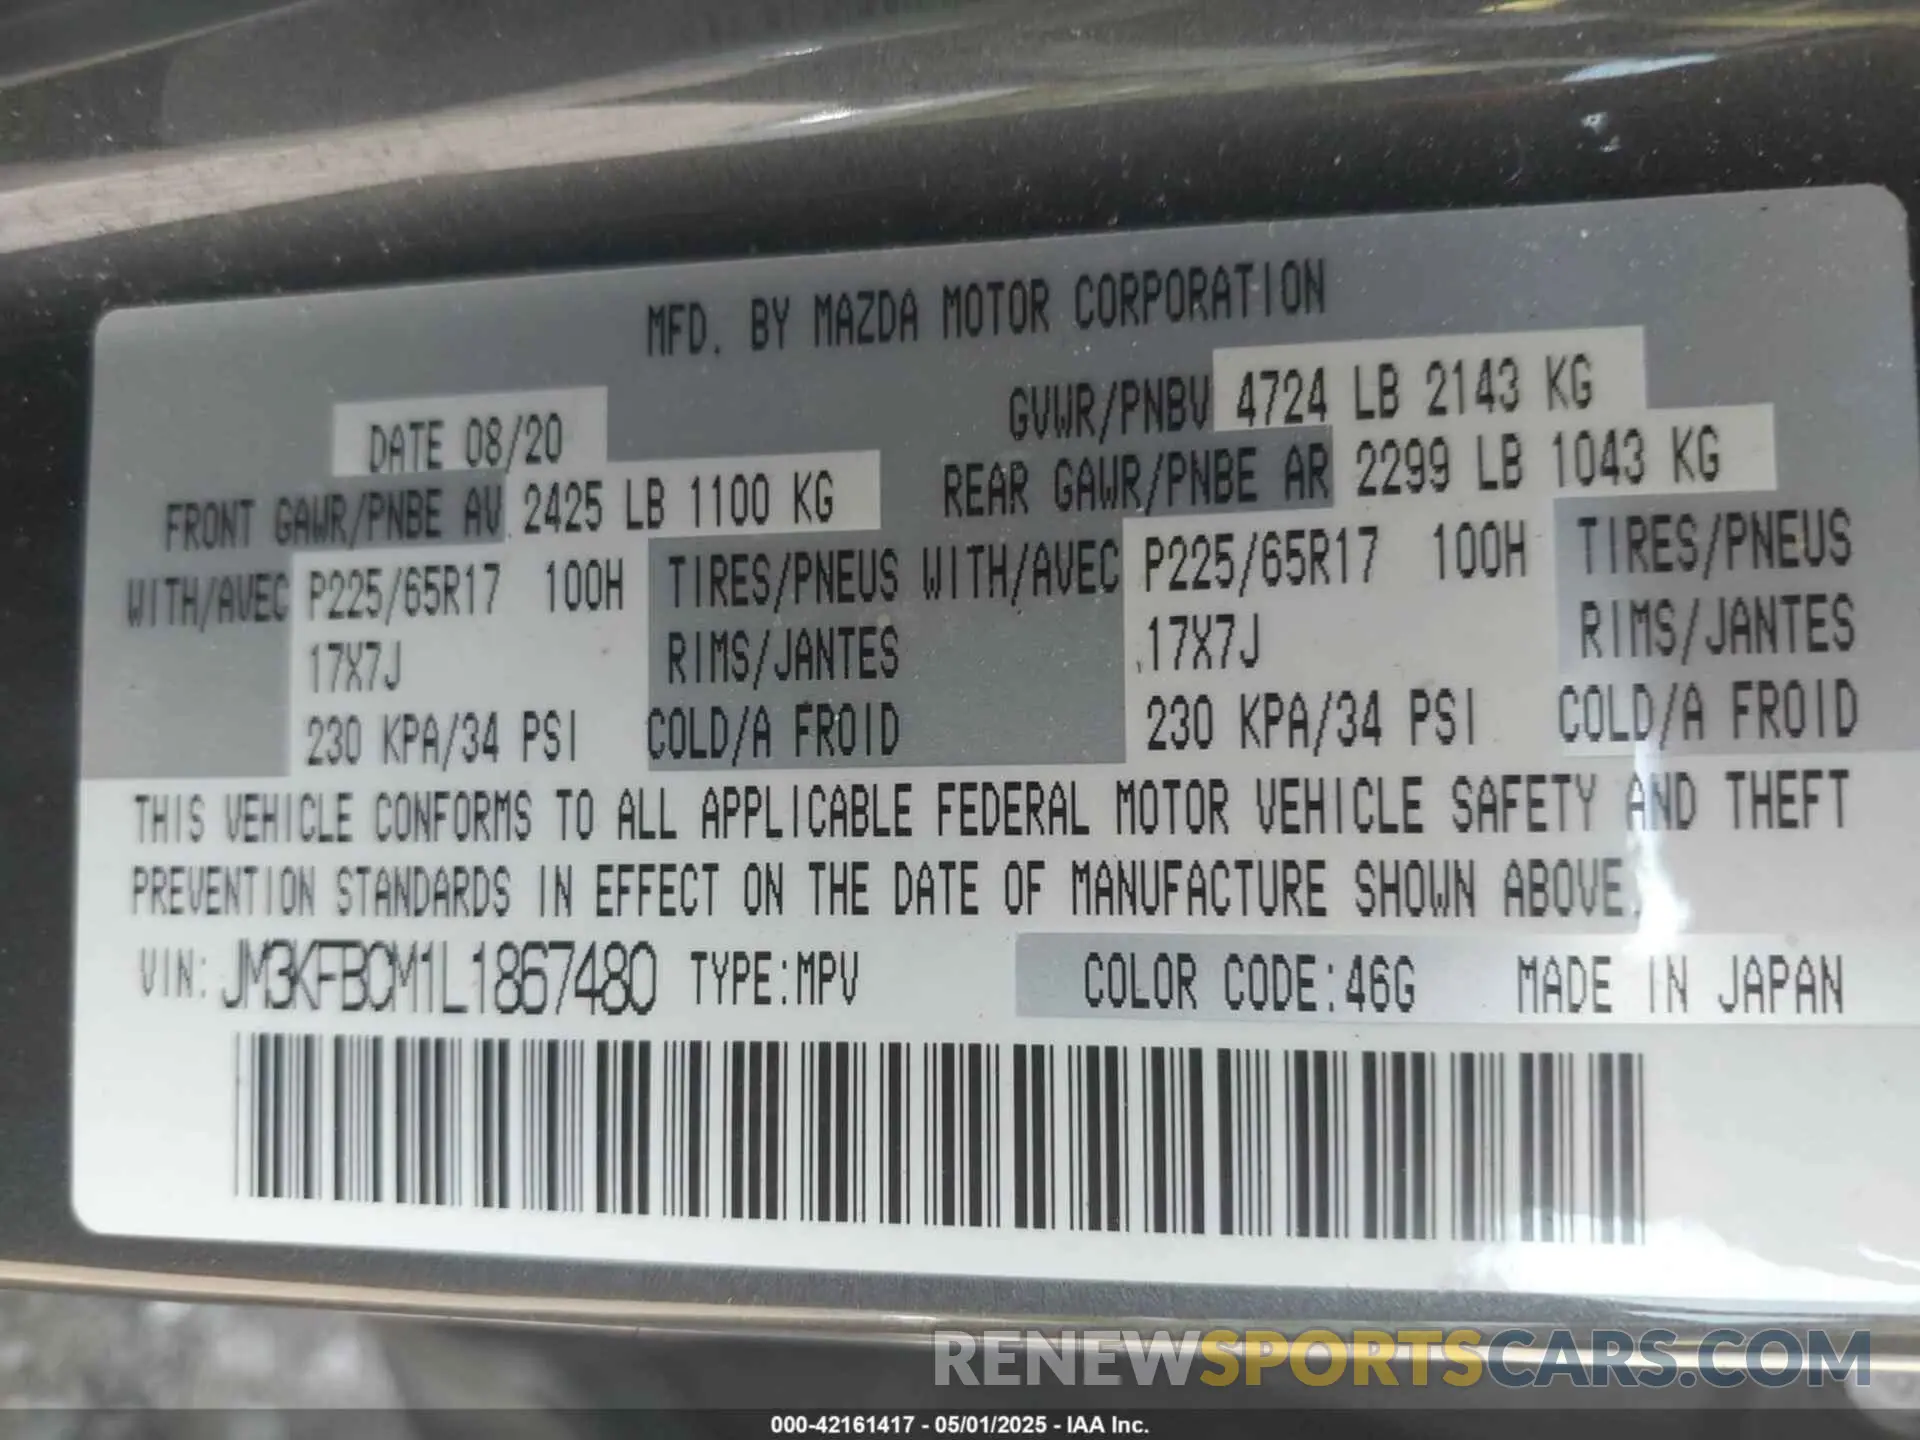 MFD. BY MAZDA MOTOR CORPORATION
DATE 08/20 GVWR/PNBV 4724 LB 2143 KG
FRONT GAWR/PNBE AV 2425 LB 1100 KG REAR GAWR/PNBE AR 2299 LB 1043 KG
WITH/AVEC P225/65R17 100H TIRES/PNEUS WITH/AVEC P225/65R17 100H TIRES/PNEUS
17X7J RIMS/JANTES 17X7J RIMS/JANTES
230 KPA/34 PSI COLD/A FROID 230 KPA/34 PSI COLD/A FROID
THIS VEHICLE CONFORMS TO ALL APPLICABLE FEDERAL MOTOR VEHICLE SAFETY AND THEFT
PREVENTION STANDARDS IN EFFECT ON THE DATE OF MANUFACTURE SHOWN ABOVE.
VIN: JM3KFBCM1L1867480 TYPE:MPV COLOR CODE:46G MADE IN JAPAN
RENEWSPORTSCARS.COM
000-42161417 - 05/01/2025 - IAA Inc.